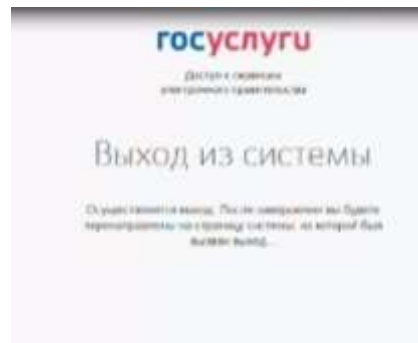 госуслуги
Доступ к сервисам
электронного правительства
Выход из системы
Осуществляется выход. После завершения вы будете
перенаправлены на страницу системы, из которой был
вызван выход...